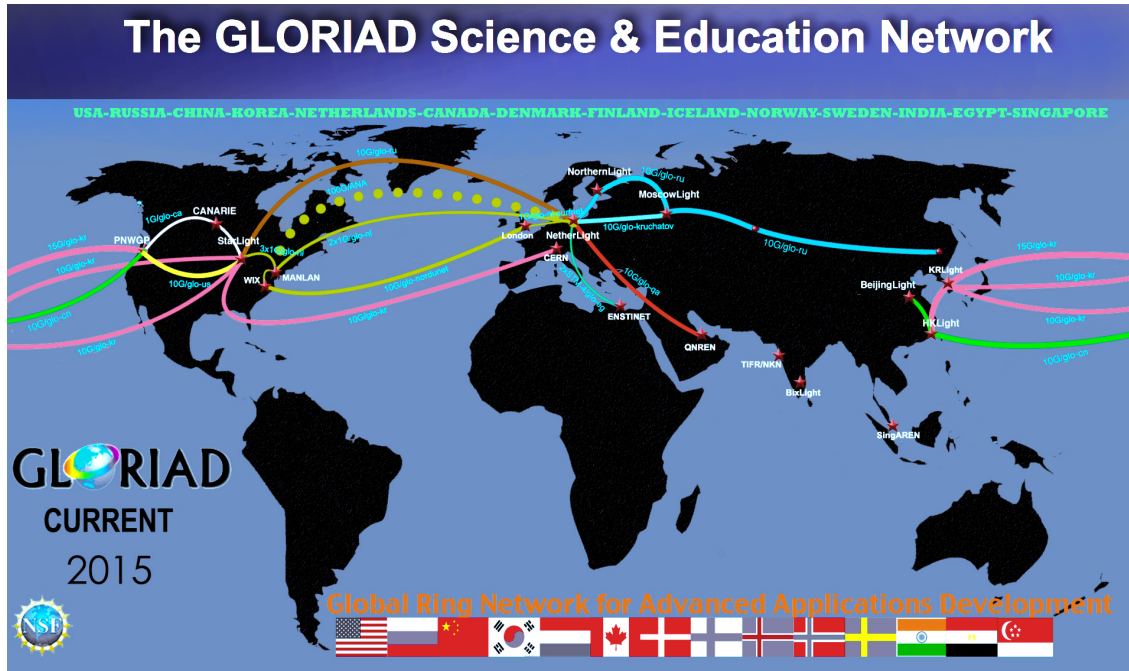 The GLORIAD Science & Education Network
USA-RUSSIA-CHINA-KOREA-NETHERLANDS-CANADA-DENMARK-FINLAND-ICELAND-NORWAY-SWEDEN-INDIA-EGYPT-SINGAPORE
10G/glo-ru
NorthernLight
10G/glo-ru
100G/ANA
MoscowLight
1G/glo-ca
CANARIE
10G/glo-kruchatov
London
NetherLight
PNWGP
StarLight
2x1G/glo-nl
15G/glo-kr
10G/glo-ru
15G/glo-kr
CERN
10G/glo-kr
MANLAN
KRLight
10G/glo-kr
WIX
10G/glo-us
10G/glo-nordunet
10G/glo-qa
BeijingLight
10G/glo-kr
ENSTINET
10G/glo-cn
HKLight
10G/glo-kr
10G/glo-kr
QNREN
10G/glo-cn
TIFR/NKN
BixLight
SingAREN
GLORIAD
CURRENT
2015
Global Ring Network for Advanced Applications Development
NSF